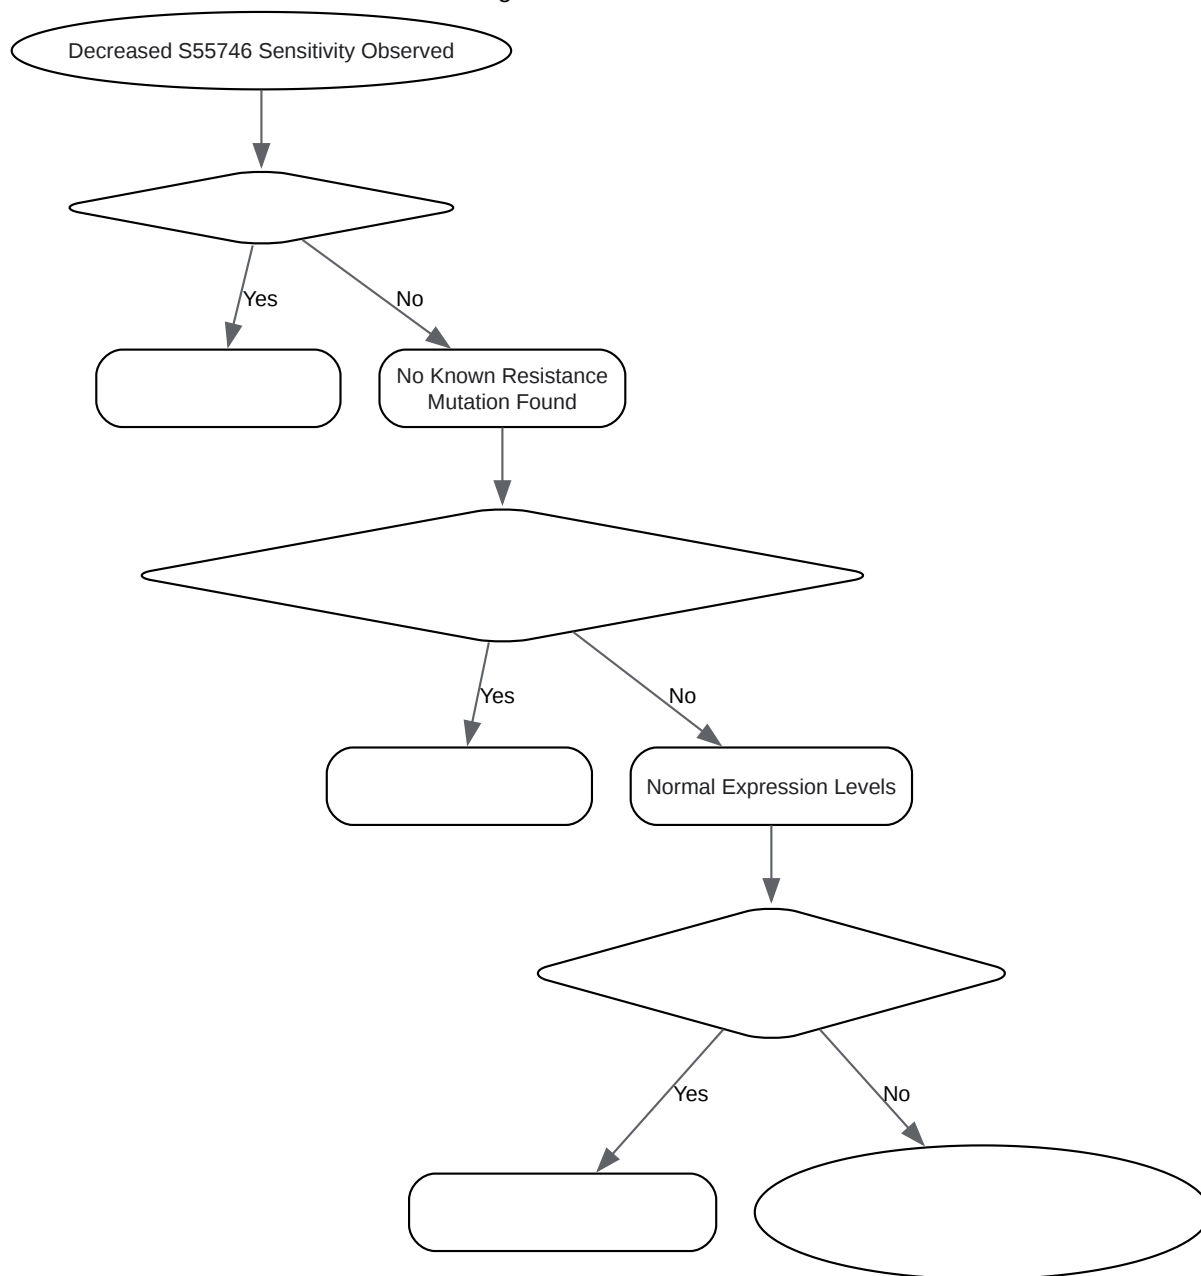 Decreased S55746 Sensitivity Observed
Yes
No
No Known Resistance
Mutation Found
Yes
No
Normal Expression Levels
Yes
No